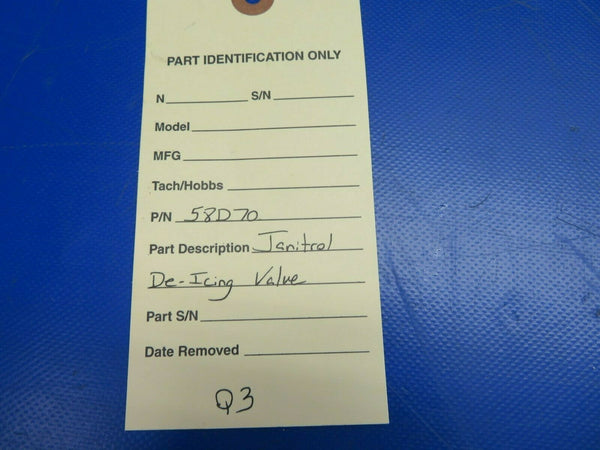 PART IDENTIFICATION ONLY
N S/N
Model
MFG
Tach/Hobbs
P/N 58D70
Part Description Janitrol
De-Icing Valve
Part S/N
Date Removed
Q3